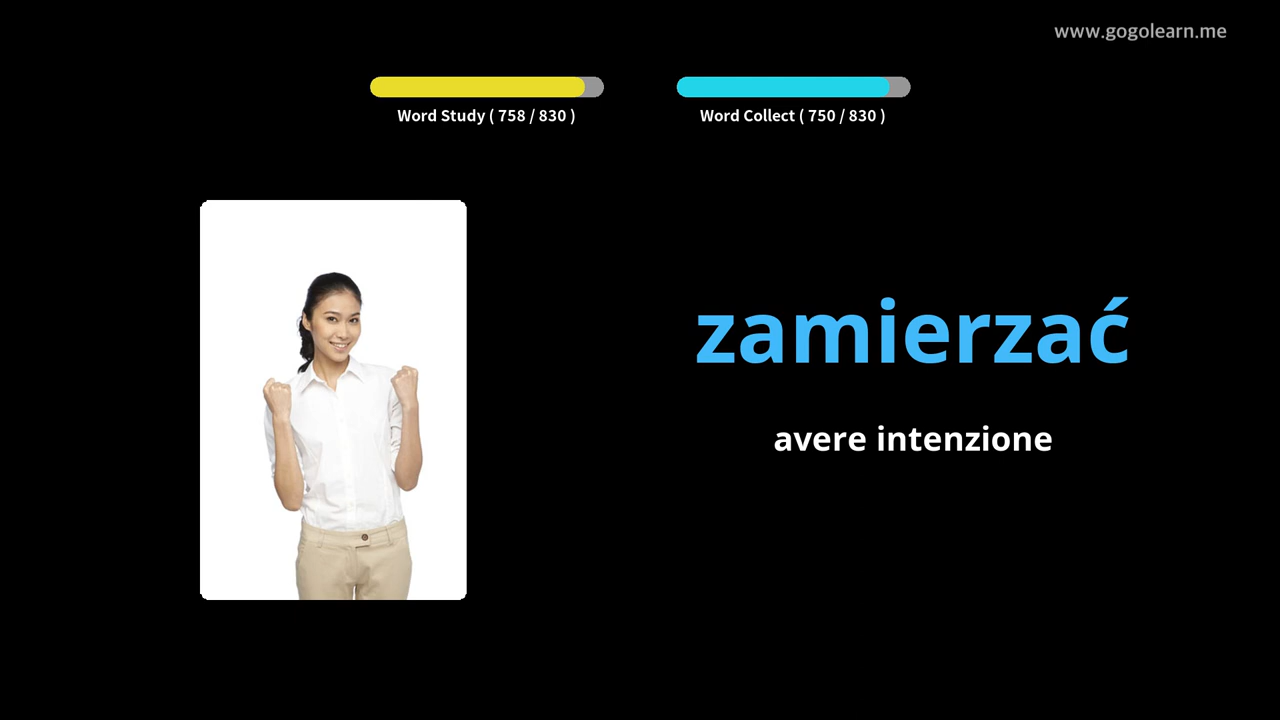 www.gogolearn.me
Word Study ( 758 / 830 )
Word Collect ( 750 / 830 )
zamierzać
avere intenzione